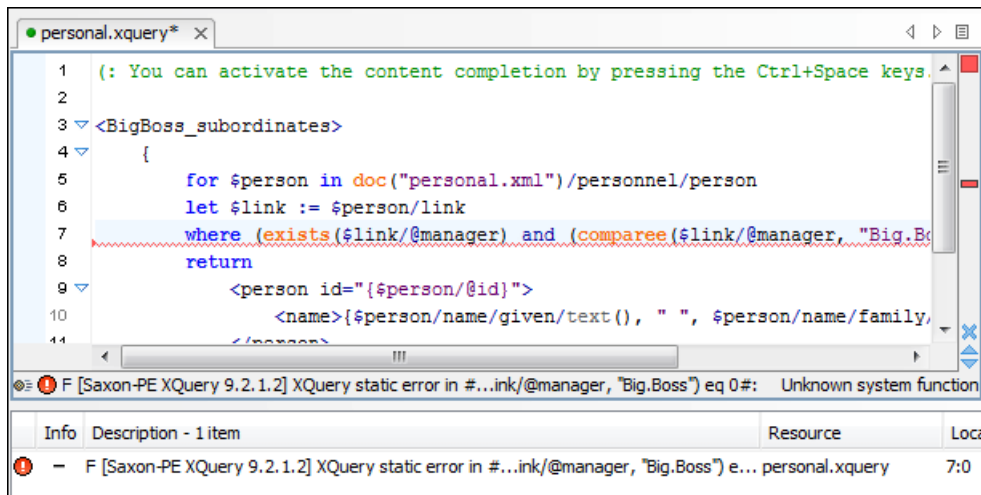 personal.xquery*
1 (: You can activate the content completion by pressing the Ctrl+Space keys.
2
3 <BigBoss_subordinates>
4 {
5 for $person in doc("personal.xml")/personnel/person
6 let $link := $person/link
7 where (exists($link/@manager) and (comparee($link/@manager, "Big.Bo
8 return
9 <person id="{$person/@id}">
10 <name>{$person/name/given/text(), " ", $person/name/family/
11 </person>
F [Saxon-PE XQuery 9.2.1.2] XQuery static error in #...ink/@manager, "Big.Boss") eq 0#: Unknown system function
Info Description - 1 item Resource Loca
F [Saxon-PE XQuery 9.2.1.2] XQuery static error in #...ink/@manager, "Big.Boss") e... personal.xquery 7:0